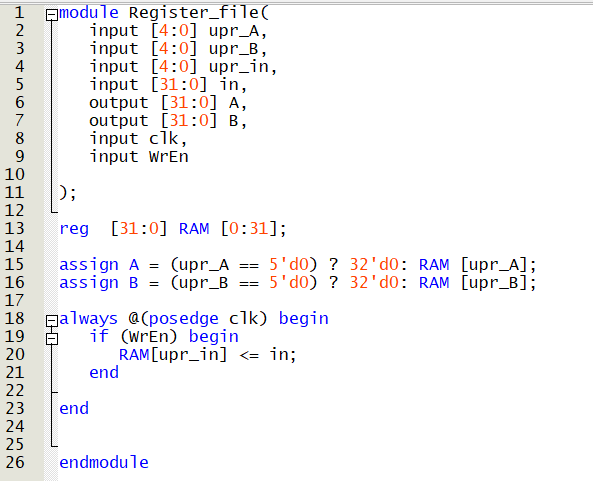 1 module Register_file(
2 input [4:0] upr_A,
3 input [4:0] upr_B,
4 input [4:0] upr_in,
5 input [31:0] in,
6 output [31:0] A,
7 output [31:0] B,
8 input clk,
9 input WrEn
10
11 );
12
13 reg [31:0] RAM [0:31];
14
15 assign A = (upr_A == 5'd0) ? 32'd0: RAM [upr_A];
16 assign B = (upr_B == 5'd0) ? 32'd0: RAM [upr_B];
17
18 always @(posedge clk) begin
19 if (WrEn) begin
20 RAM[upr_in] <= in;
21 end
22
23 end
24
25
26 endmodule